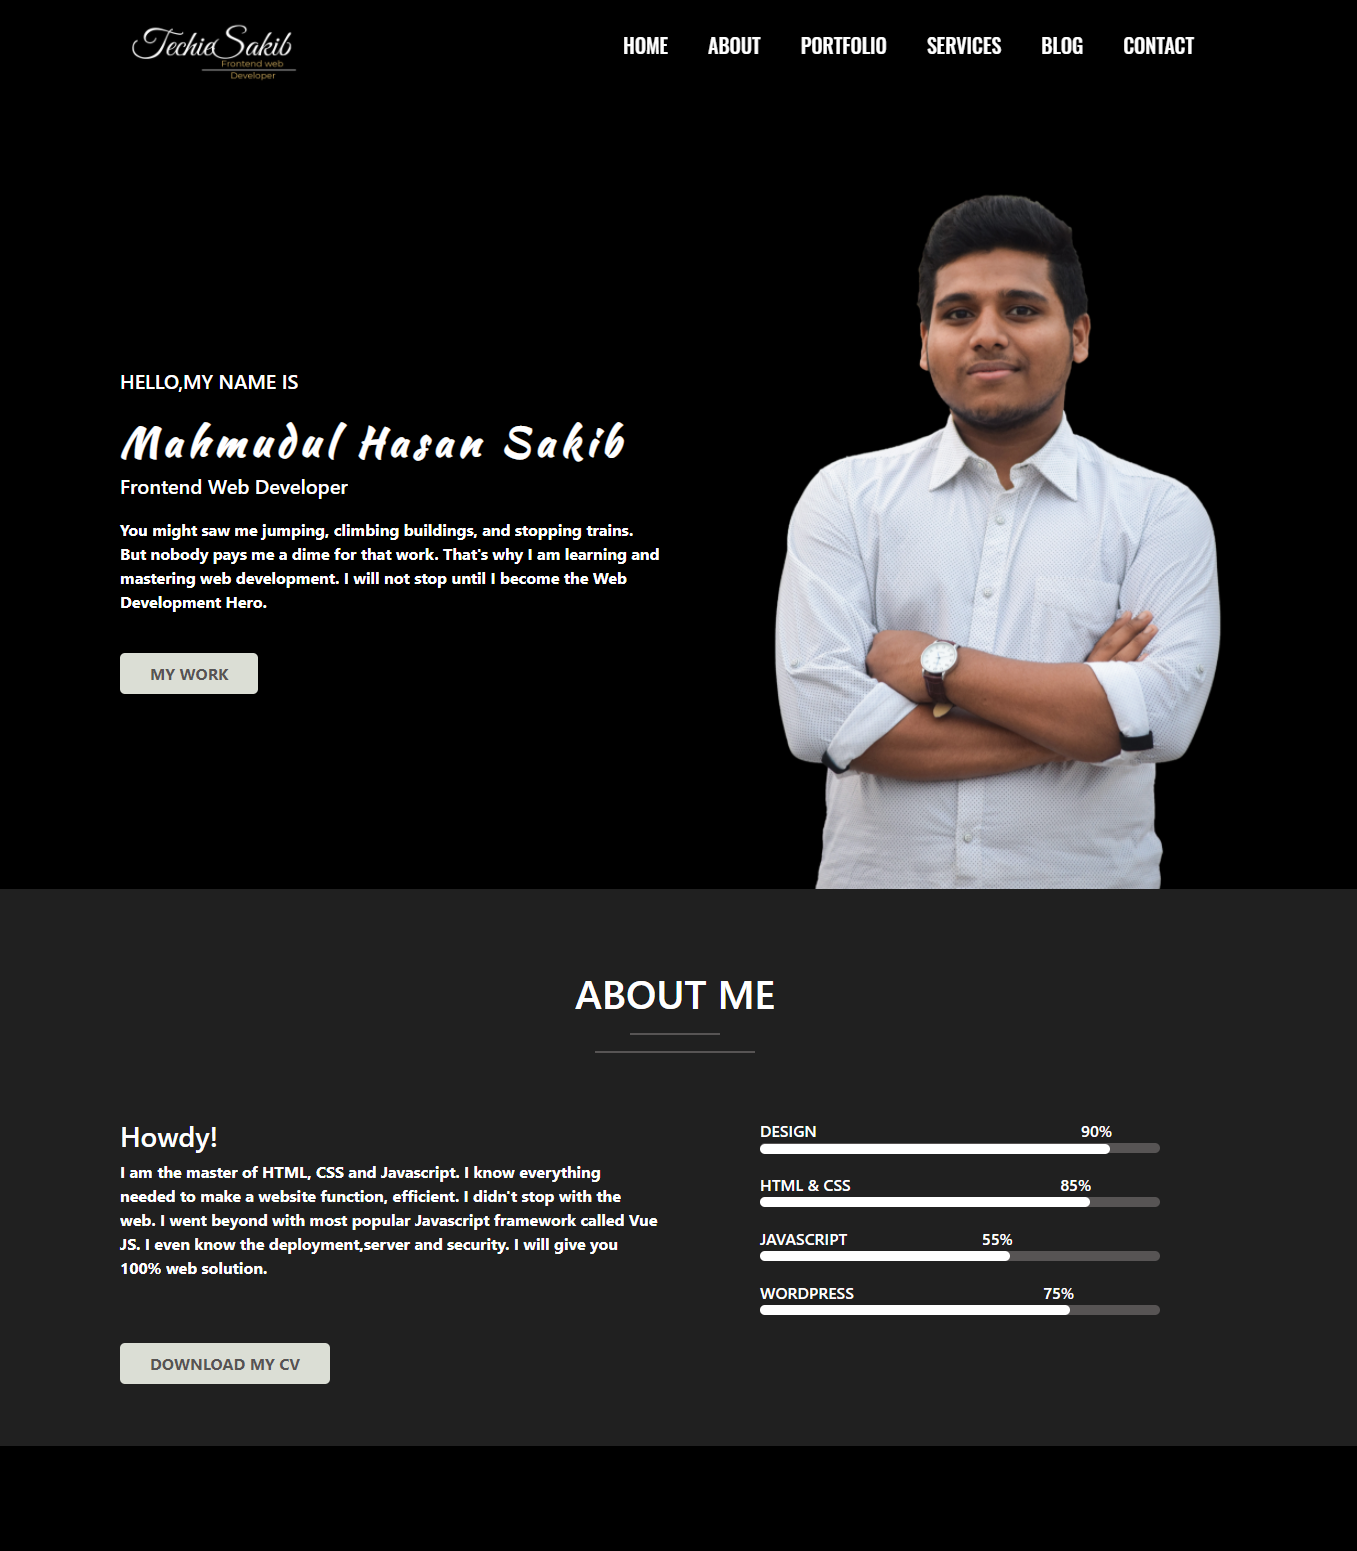 TechieSakib
Frontend web
Developer
HOME ABOUT PORTFOLIO SERVICES BLOG CONTACT
HELLO,MY NAME IS
Mahmudul Hasan Sakib
Frontend Web Developer
You might saw me jumping, climbing buildings, and stopping trains.
But nobody pays me a dime for that work. That's why I am learning and
mastering web development. I will not stop until I become the Web
Development Hero.
MY WORK
ABOUT ME
Howdy!
I am the master of HTML, CSS and Javascript. I know everything
needed to make a website function, efficient. I didn't stop with the
web. I went beyond with most popular Javascript framework called Vue
JS. I even know the deployment,server and security. I will give you
100% web solution.
DOWNLOAD MY CV
DESIGN 90%
HTML & CSS 85%
JAVASCRIPT 55%
WORDPRESS 75%